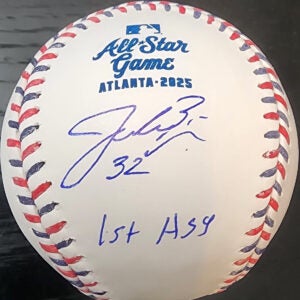 All-Star
Game
ATLANTA • 2025
32
1st ASG